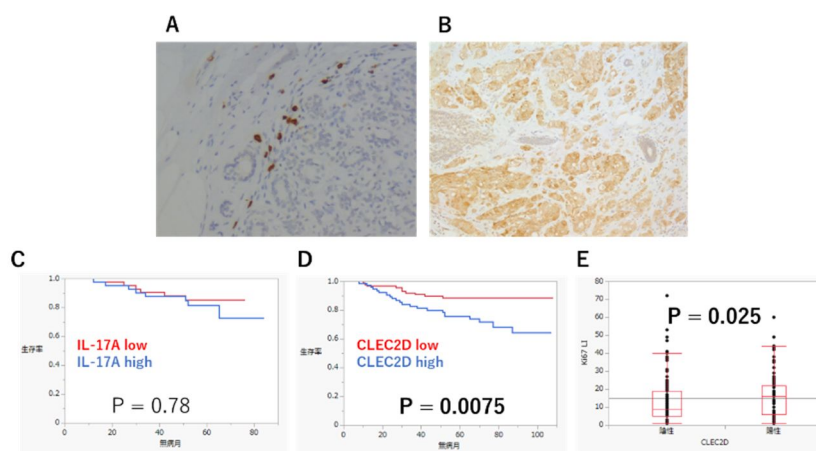 A
B
C
1.0
0.8
0.6
0.4
0.2
0.0
生存率
IL-17A low
IL-17A high
P = 0.78
0 20 40 60 80
無病月
D
1.0
0.8
0.6
0.4
0.2
0.0
生存率
CLEC2D low
CLEC2D high
P = 0.0075
0 20 40 60 80 100
無病月
E
80
70
60
50
40
30
20
10
0
Ki67 LI
P = 0.025
陰性 陽性
CLEC2D